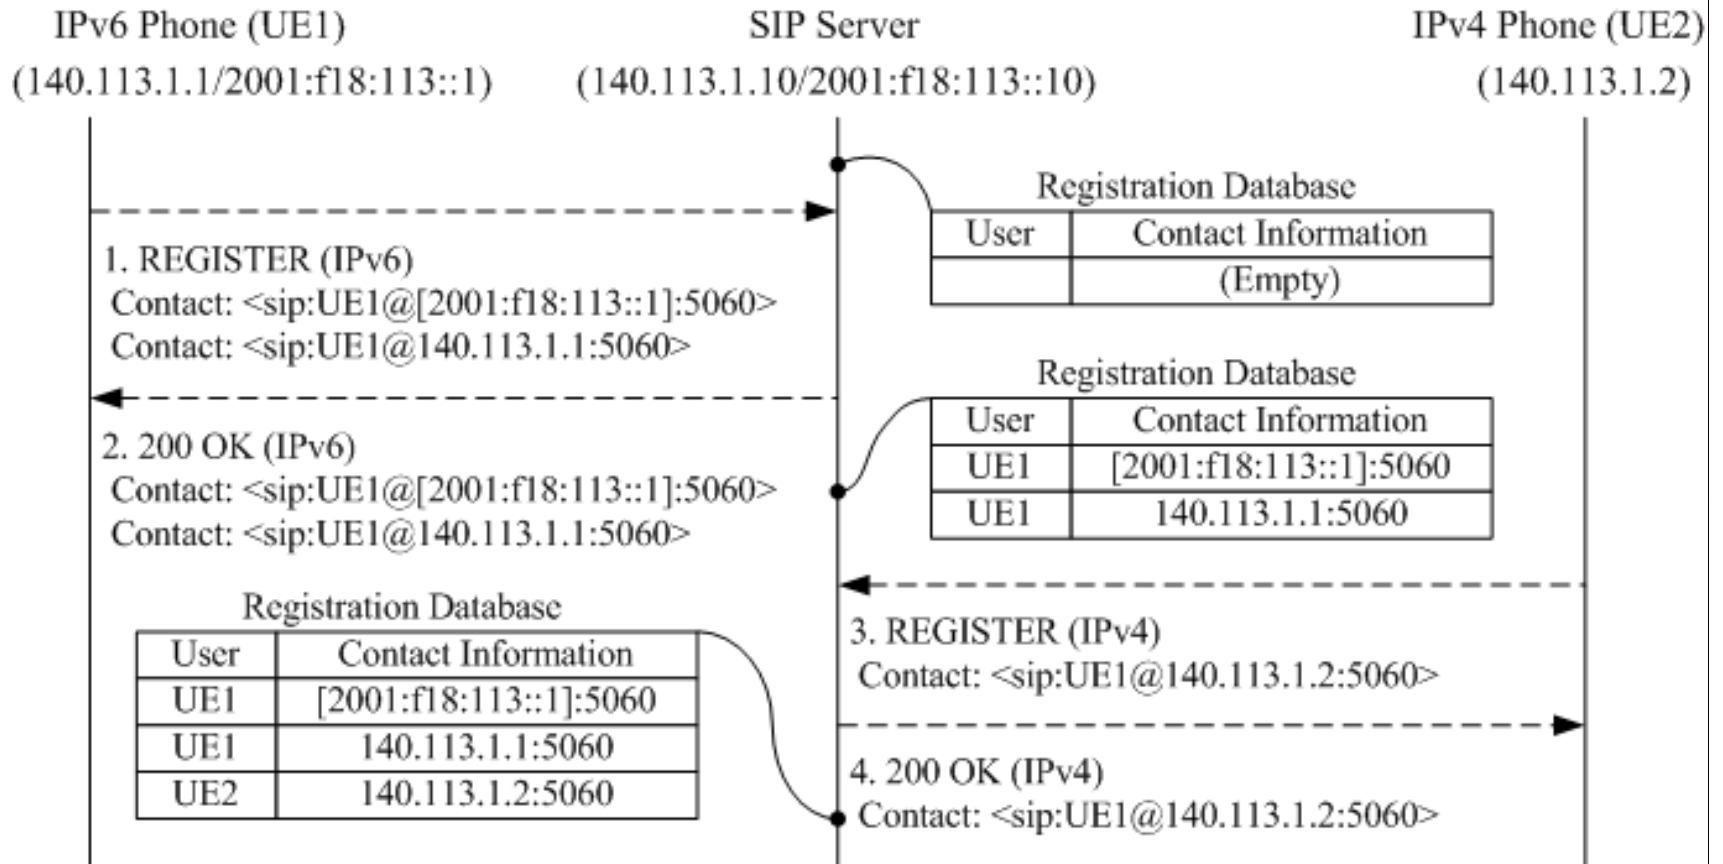 IPv6 Phone (UE1)
SIP Server
IPv4 Phone (UE2)
(140.113.1.1/2001:f18:113::1)
(140.113.1.10/2001:f18:113::10)
(140.113.1.2)
Registration Database
User Contact Information
(Empty)
1. REGISTER (IPv6)
Contact: <sip:UE1@[2001:f18:113::1]:5060>
Contact: <sip:UE1@140.113.1.1:5060>
Registration Database
User Contact Information
UE1 [2001:f18:113::1]:5060
UE1 140.113.1.1:5060
2. 200 OK (IPv6)
Contact: <sip:UE1@[2001:f18:113::1]:5060>
Contact: <sip:UE1@140.113.1.1:5060>
3. REGISTER (IPv4)
Contact: <sip:UE1@140.113.1.2:5060>
Registration Database
User Contact Information
UE1 [2001:f18:113::1]:5060
UE1 140.113.1.1:5060
UE2 140.113.1.2:5060
4. 200 OK (IPv4)
Contact: <sip:UE1@140.113.1.2:5060>